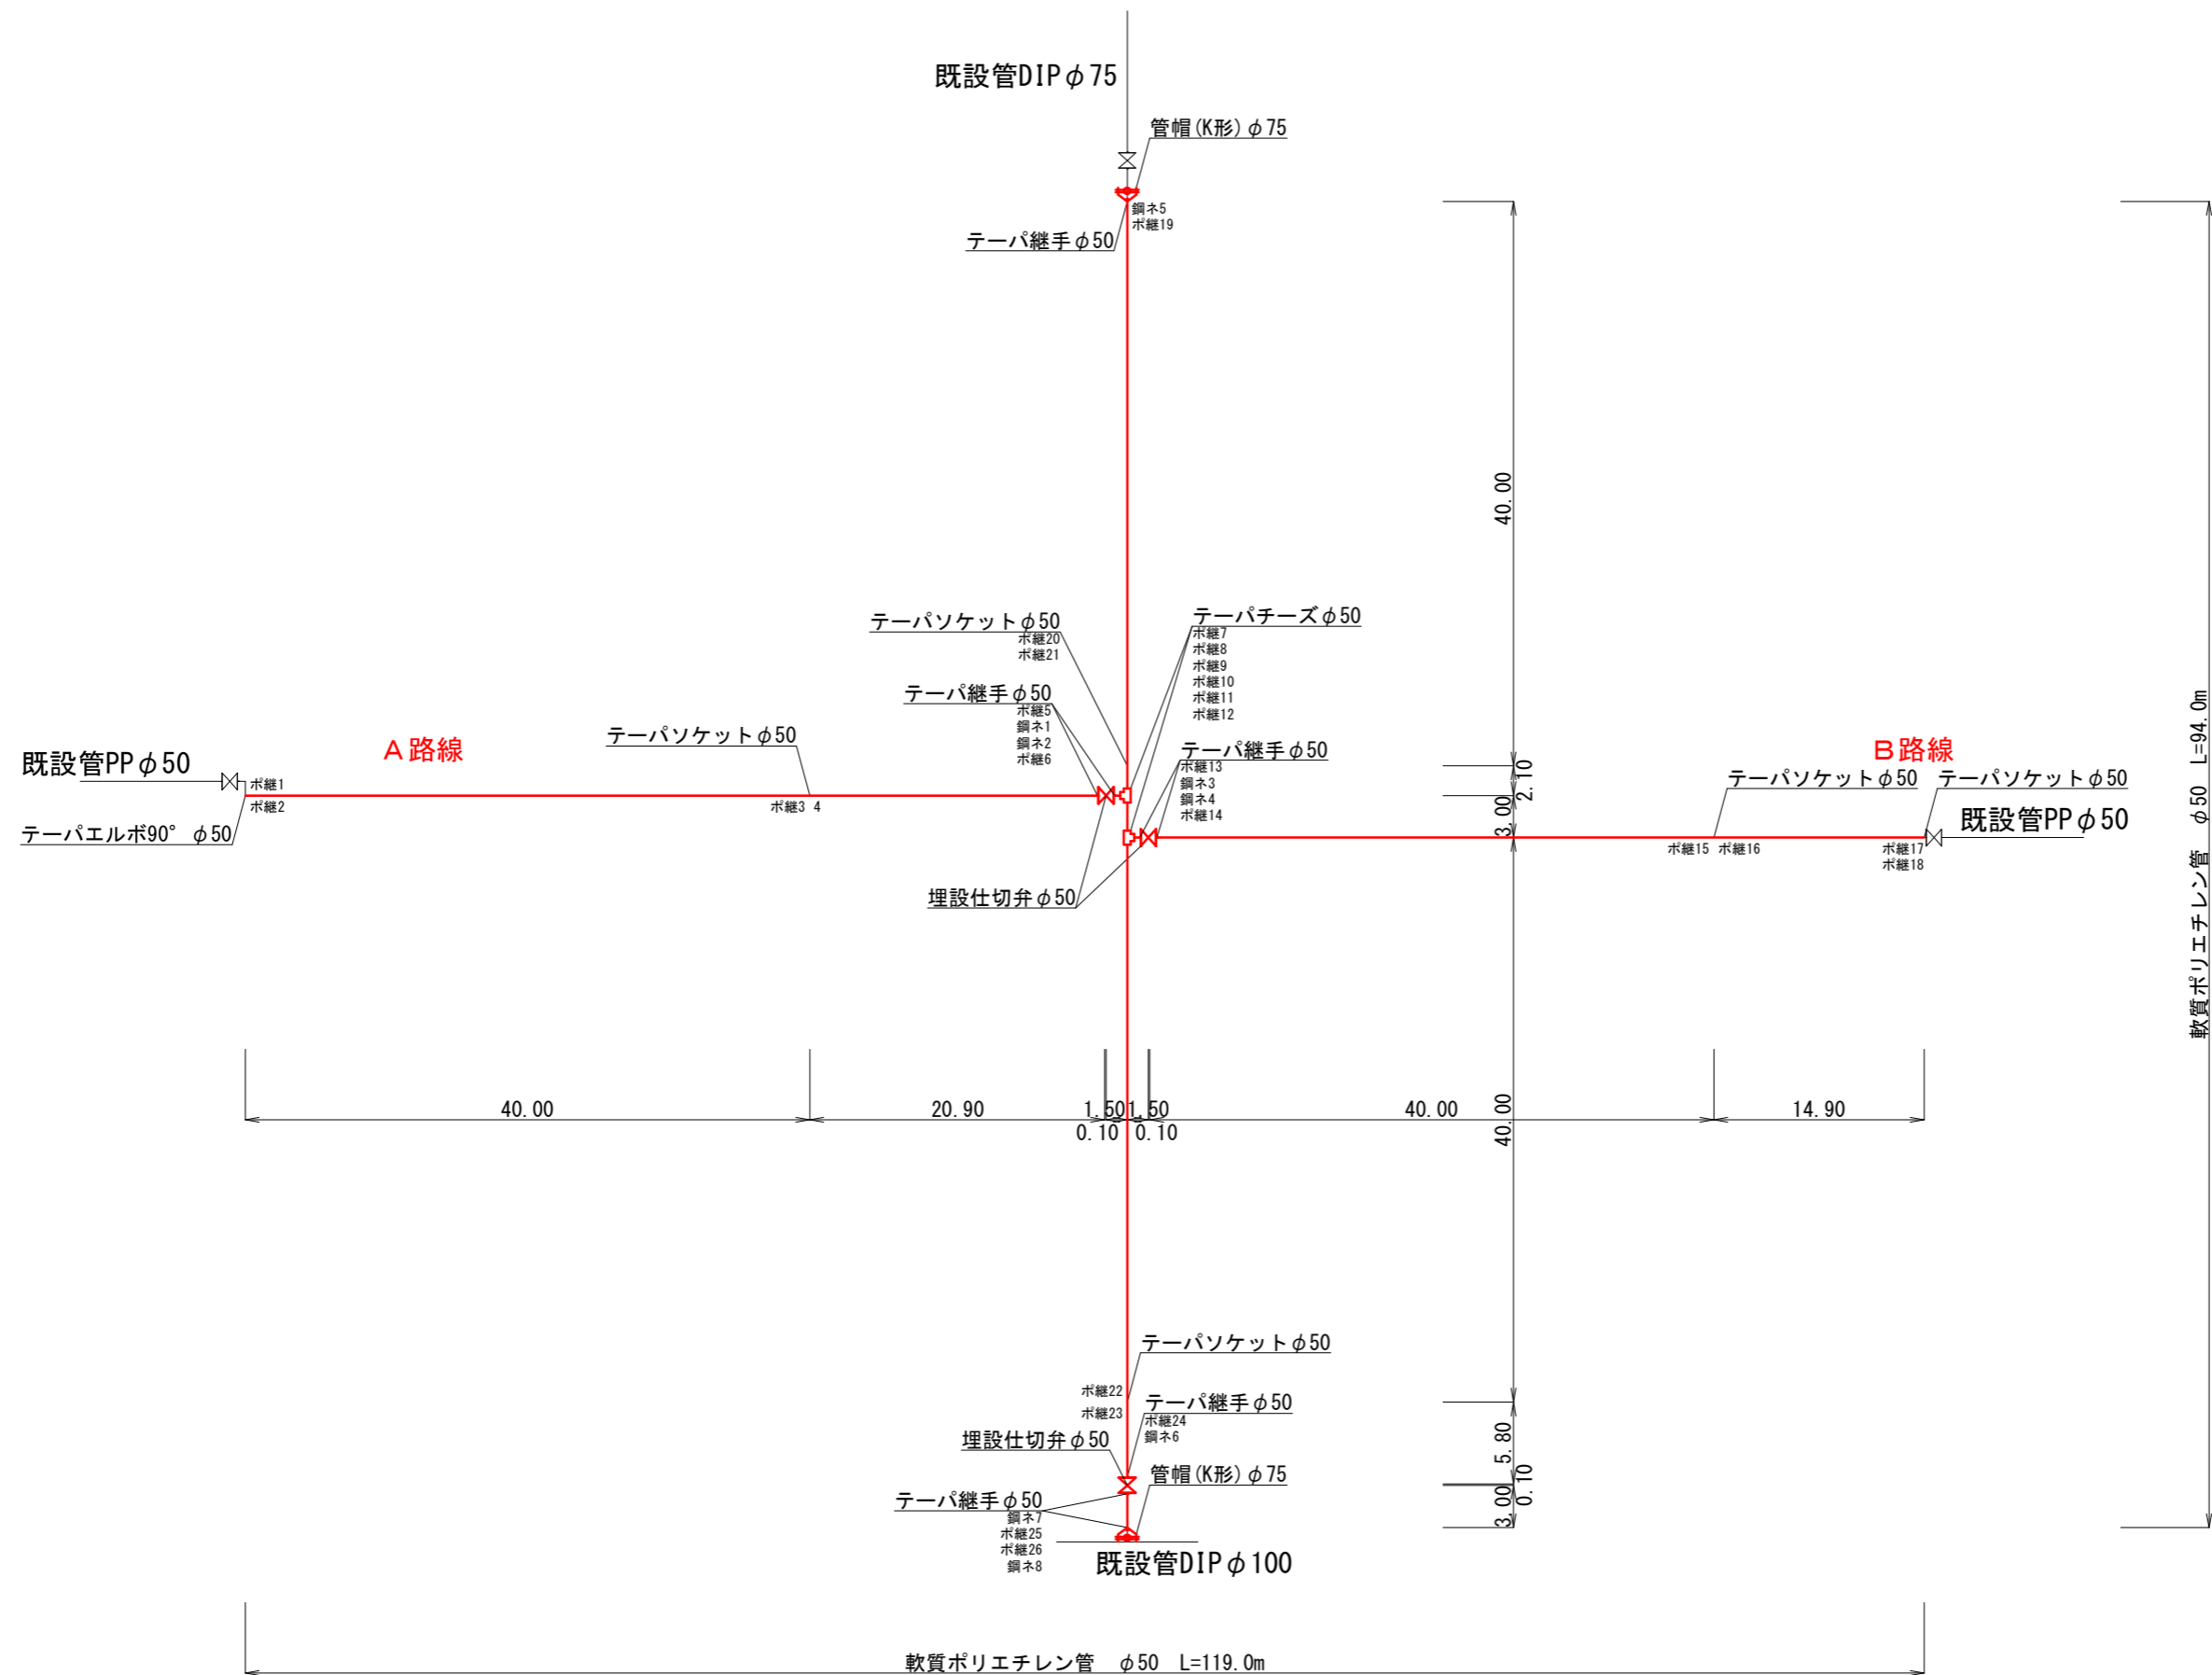 既設管DIPφ75
管帽(K形)φ75
鋼ネ5
ポ継19
テーパ継手φ50
40.00
テーパソケットφ50
ポ継20
ポ継21
テーパチーズφ50
ポ継7
ポ継8
ポ継9
ポ継10
ポ継11
ポ継12
テーパ継手φ50
ポ継5
鋼ネ1
鋼ネ2
ポ継6
テーパ継手φ50
ポ継13
鋼ネ3
鋼ネ4
ポ継14
既設管PPφ50
A路線
テーパソケットφ50
ポ継1
ポ継2
ポ継3 4
テーパエルボ90° φ50
2.10
3.00
B路線
テーパソケットφ50
テーパソケットφ50
既設管PPφ50
ポ継15 ポ継16
ポ継17
ポ継18
埋設仕切弁φ50
軟質ポリエチレン管 φ50 L=94.0m
40.00
20.90
1.50
1.50
0.10
0.10
40.00
14.90
40.00
テーパソケットφ50
ポ継22
ポ継23
テーパ継手φ50
ポ継24
鋼ネ6
埋設仕切弁φ50
5.80
0.10
3.00
管帽(K形)φ75
テーパ継手φ50
鋼ネ7
ポ継25
ポ継26
鋼ネ8
既設管DIPφ100
軟質ポリエチレン管 φ50 L=119.0m